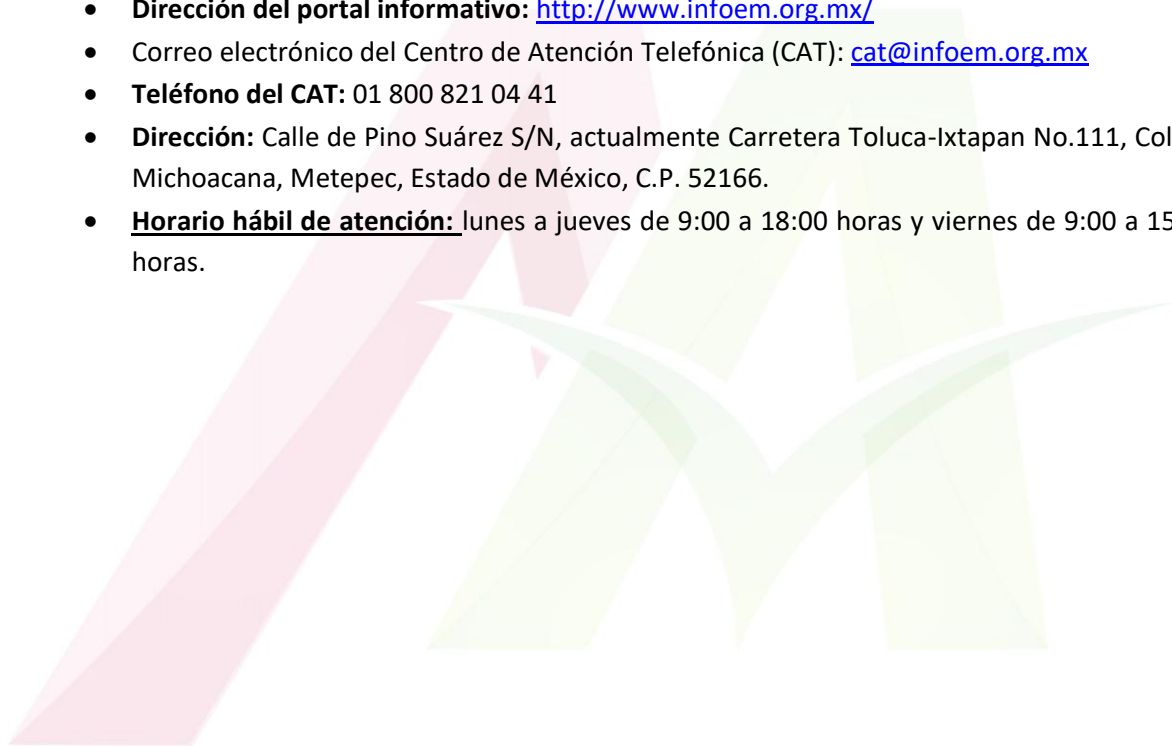 • Dirección del portal informativo: http://www.infoem.org.mx/
• Correo electrónico del Centro de Atención Telefónica (CAT): cat@infoem.org.mx
• Teléfono del CAT: 01 800 821 04 41
• Dirección: Calle de Pino Suárez S/N, actualmente Carretera Toluca-Ixtapan No.111, Col
Michoacana, Metepec, Estado de México, C.P. 52166.
• Horario hábil de atención: lunes a jueves de 9:00 a 18:00 horas y viernes de 9:00 a 15
horas.